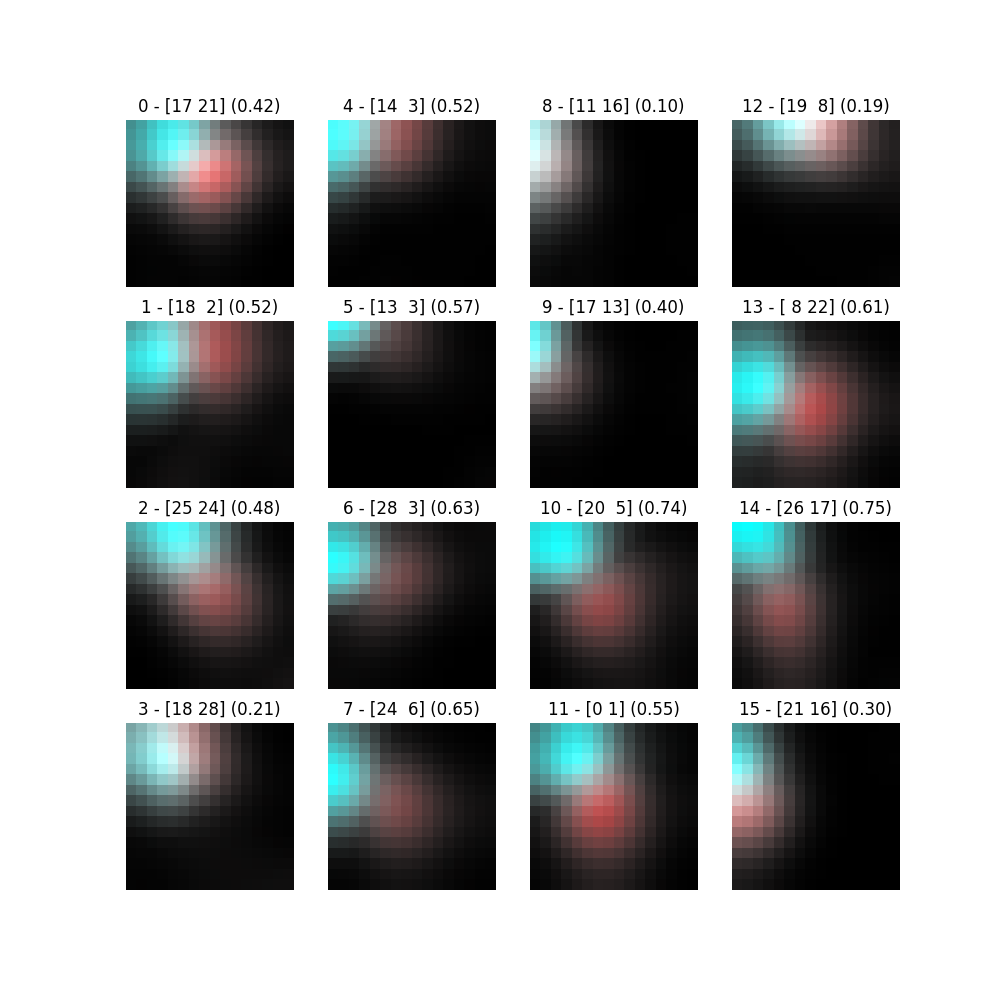 0 - [17 21] (0.42)
4 - [14  3] (0.52)
8 - [11 16] (0.10)
12 - [19  8] (0.19)
1 - [18  2] (0.52)
5 - [13  3] (0.57)
9 - [17 13] (0.40)
13 - [ 8 22] (0.61)
2 - [25 24] (0.48)
6 - [28  3] (0.63)
10 - [20  5] (0.74)
14 - [26 17] (0.75)
3 - [18 28] (0.21)
7 - [24  6] (0.65)
11 - [0 1] (0.55)
15 - [21 16] (0.30)